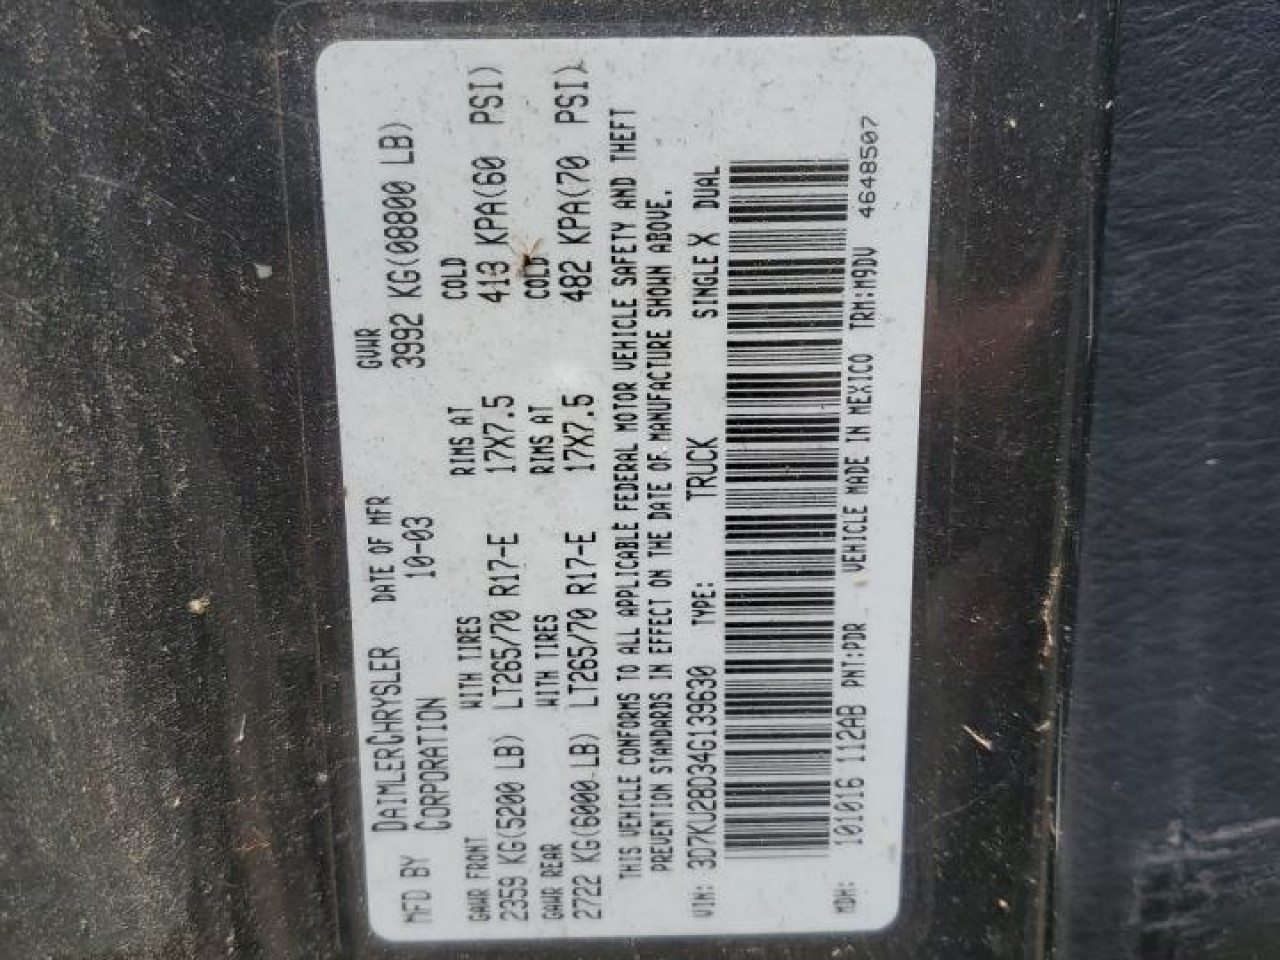 MFD BY DAIMLERCHRYSLER CORPORATION DATE OF MFR 10-03 GVWR 3992 KG(08800 LB)
GAWR FRONT WITH TIRES RIMS AT COLD
2359 KG(5200 LB) LT265/70 R17-E 17X7.5 413 KPA(60 PSI)
GAWR REAR WITH TIRES RIMS AT COLD
2722 KG(6000 LB) LT265/70 R17-E 17X7.5 482 KPA(70 PSI)
THIS VEHICLE CONFORMS TO ALL APPLICABLE FEDERAL MOTOR VEHICLE SAFETY AND THEFT
PREVENTION STANDARDS IN EFFECT ON THE DATE OF MANUFACTURE SHOWN ABOVE.
VIN: 3D7KU28D34G139630 TYPE: TRUCK SINGLE X DUAL
MDH: 101016 112AB PNT:PDR VEHICLE MADE IN MEXICO TRM:M9DV
4648507